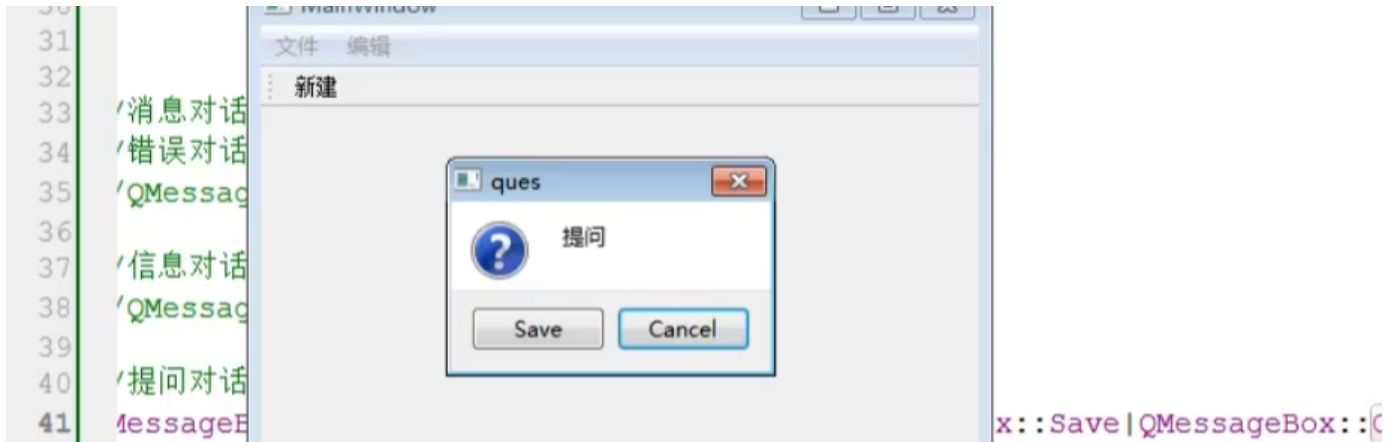 MainWindow
31
文件 编辑
32
新建
33 /消息对话
34 /错误对话
35 /QMessag
ques
36
提问
37 /信息对话
38 /QMessag
Save Cancel
39
40 /提问对话
41 MessageB x::Save|QMessageBox::C